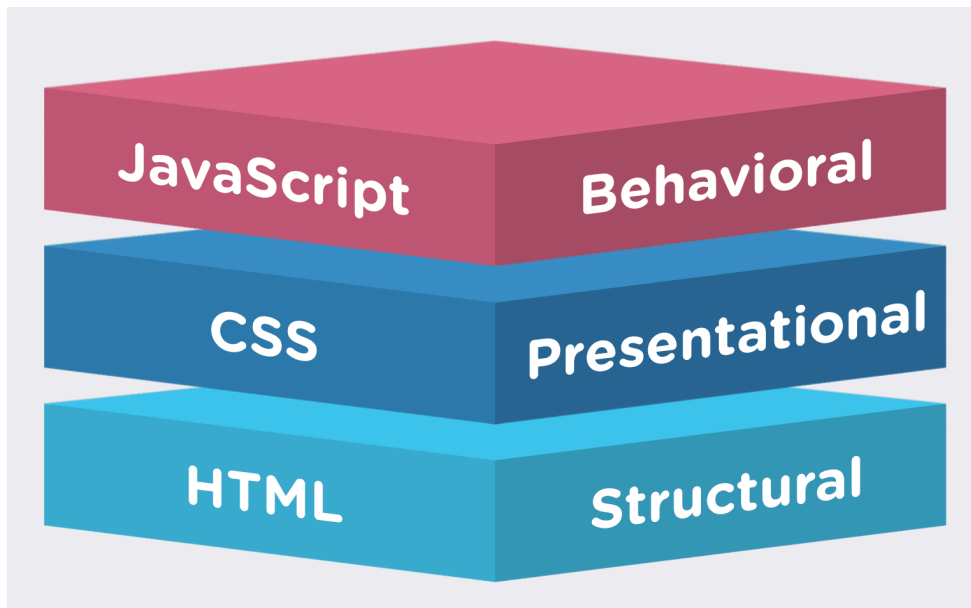 JavaScript
Behavioral
CSS
Presentational
HTML
Structural